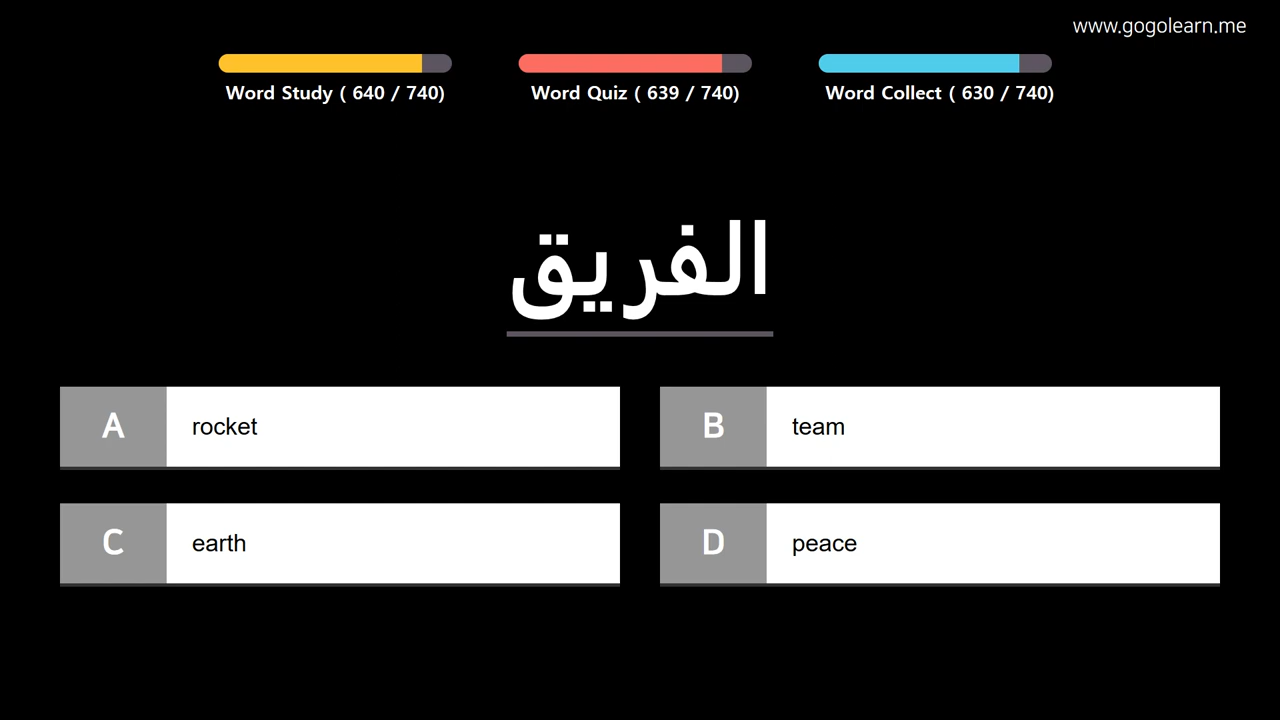 www.gogolearn.me
Word Study ( 640 / 740)
Word Quiz ( 639 / 740)
Word Collect ( 630 / 740)
الفريق
A rocket
B team
C earth
D peace